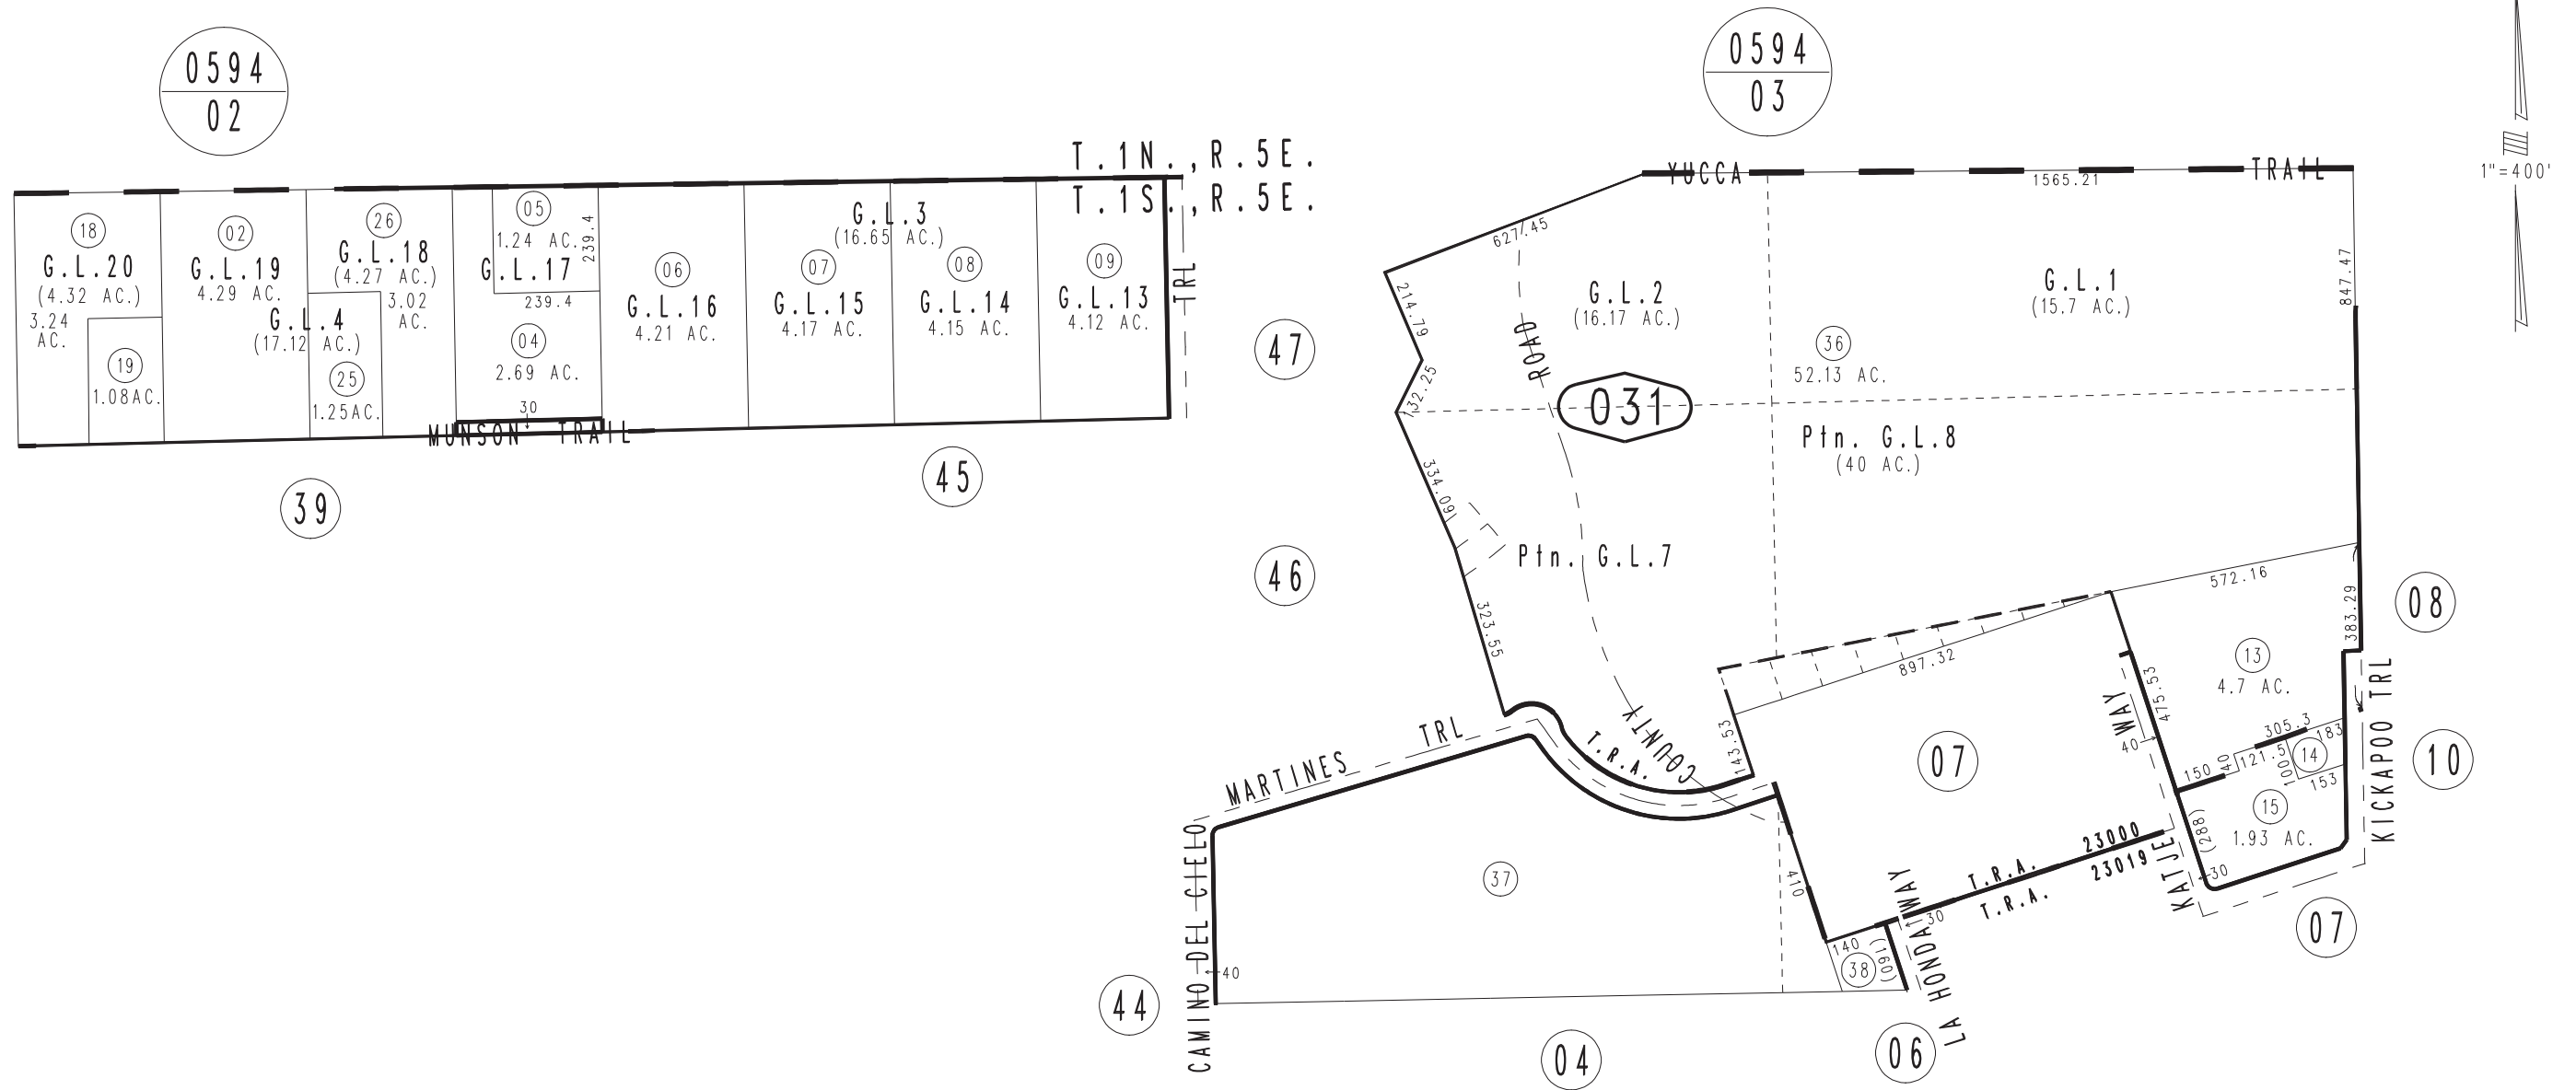 0594
02
0594
03
1"=400'
T.1N.,R.5E.
T.1S.,R.5E.
YUCCA TRAIL
1565.21
18
G.L.20
(4.32 AC.)
3.24
AC.
19
1.08AC.
02
G.L.19
4.29 AC.
G.L.4
(17.12 AC.)
26
G.L.18
(4.27 AC.)
3.02
AC.
25
1.25AC.
05
1.24 AC.
239.4
G.L.17
239.4
04
2.69 AC.
30
MUNSON TRAIL
06
G.L.16
4.21 AC.
G.L.3
(16.65 AC.)
07
G.L.15
4.17 AC.
08
G.L.14
4.15 AC.
09
G.L.13
4.12 AC.
TRL
39
45
47
46
627.45
214.79
132.25
334.09
60
323.55
ROAD
COUNTY
G.L.2
(16.17 AC.)
G.L.1
(15.7 AC.)
847.47
36
52.13 AC.
031
Ptn. G.L.8
(40 AC.)
Ptn. G.L.7
572.16
383.29
08
897.32
143.53
13
4.7 AC.
475.53
WAY
40
305.3
183
150
40
121.5
100
14
153
15
1.93 AC.
(288)
30
KATJE
KICKAPOO TRL
10
07
07
MARTINES TRL
T.R.A.
CAMINO DEL CIELO
40
44
37
410
T.R.A. 23000
T.R.A. 23019
30
140
(160)
38
LA HONDA WAY
04
06